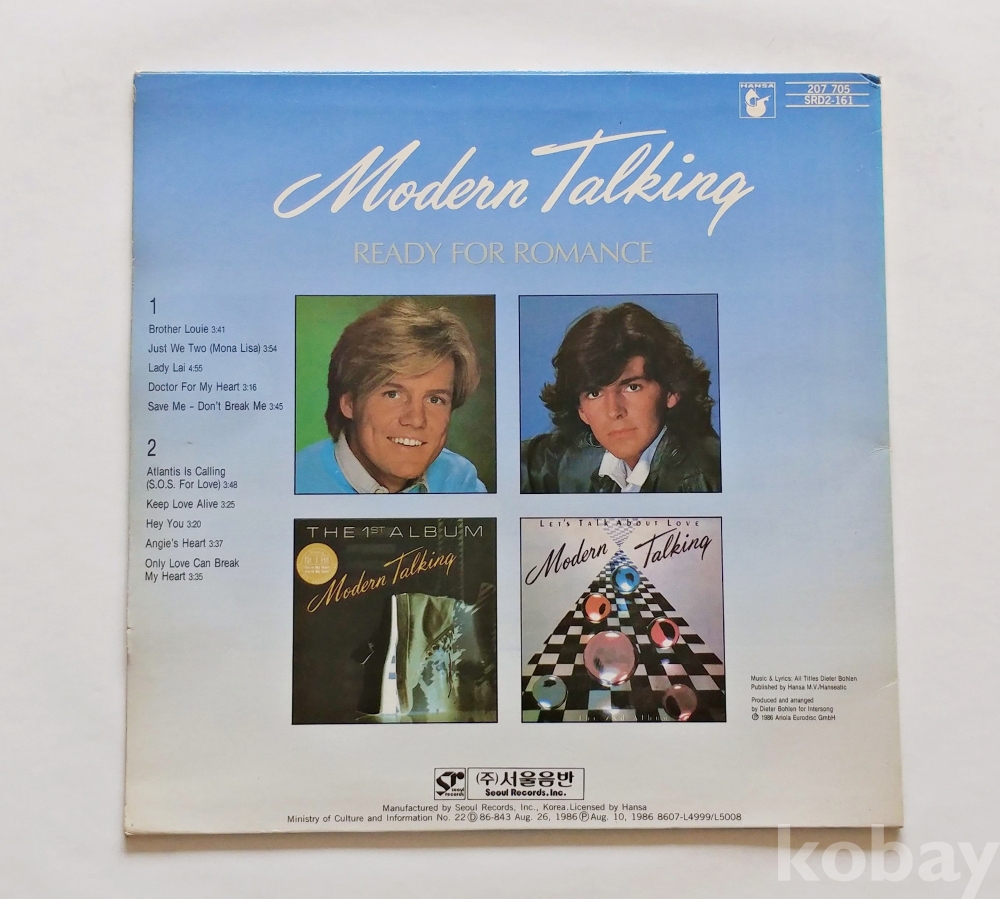 HANSA
207 705
SRD2-161
Modern Talking
READY FOR ROMANCE
1
Brother Louie 3:41
Just We Two (Mona Lisa) 3:54
Lady Lai 4:55
Doctor For My Heart 3:16
Save Me – Don't Break Me 3:45
2
Atlantis Is Calling
(S.O.S. For Love) 3:48
Keep Love Alive 3:25
Hey You 3:20
Angie's Heart 3:37
Only Love Can Break
My Heart 3:35
THE 1ST ALBUM
Modern Talking
LET'S TALK ABOUT LOVE
Modern Talking
The 2nd Album
Music & Lyrics: All Titles Dieter Bohlen
Published by Hansa M.V./Hanseatic
Produced and arranged
by Dieter Bohlen for Intersong
Ⓟ 1986 Ariola Eurodisc GmbH
sr
seoul
records
(주)서울음반
Seoul Records, Inc.
Manufactured by Seoul Records, Inc., Korea. Licensed by Hansa
Ministry of Culture and Information No. 22 Ⓓ 86-843 Aug. 26, 1986 Ⓟ Aug. 10, 1986 8607-L4999/L5008
kobay